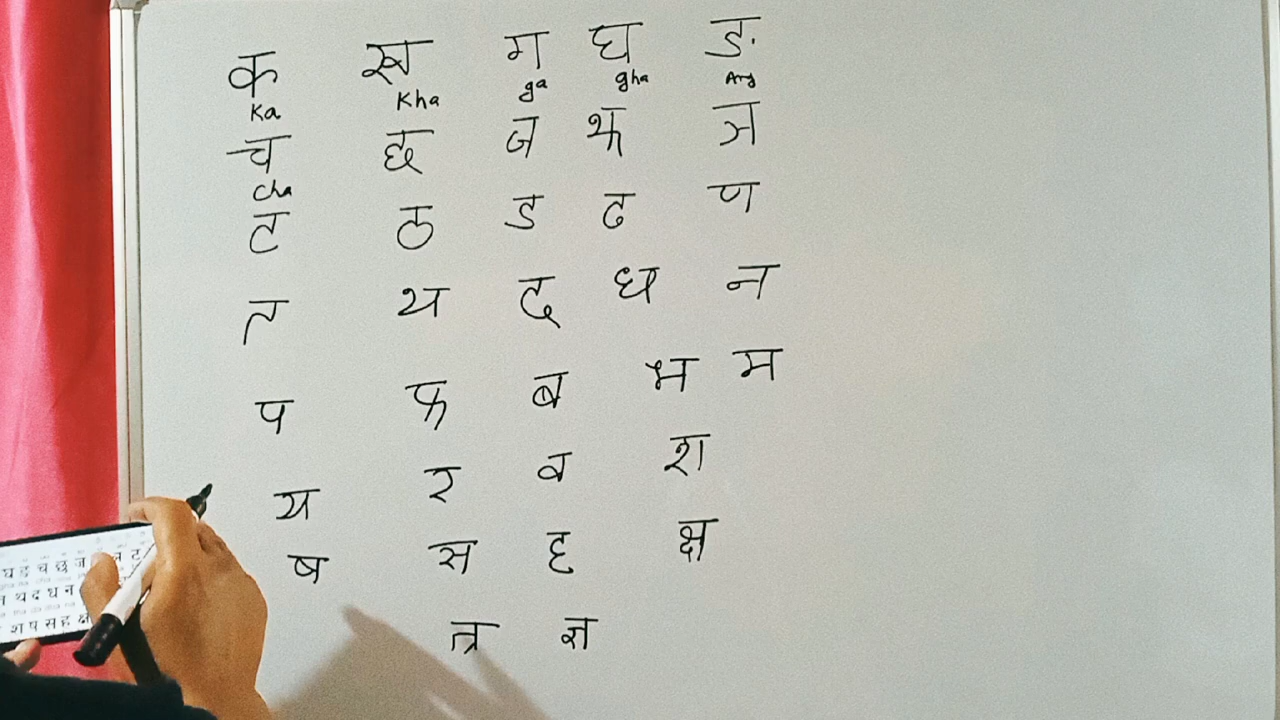 क ख ग घ ङ
Ka Kha ga gha Ang
च छ ज झ ञ
cha
ट ठ ड ढ ण
त थ द ध न
प फ ब भ म
य र व श
ष स ह क्ष
त्र ज्ञ
घ ङ च छ ज
थ द ध न
श ष स ह क्ष